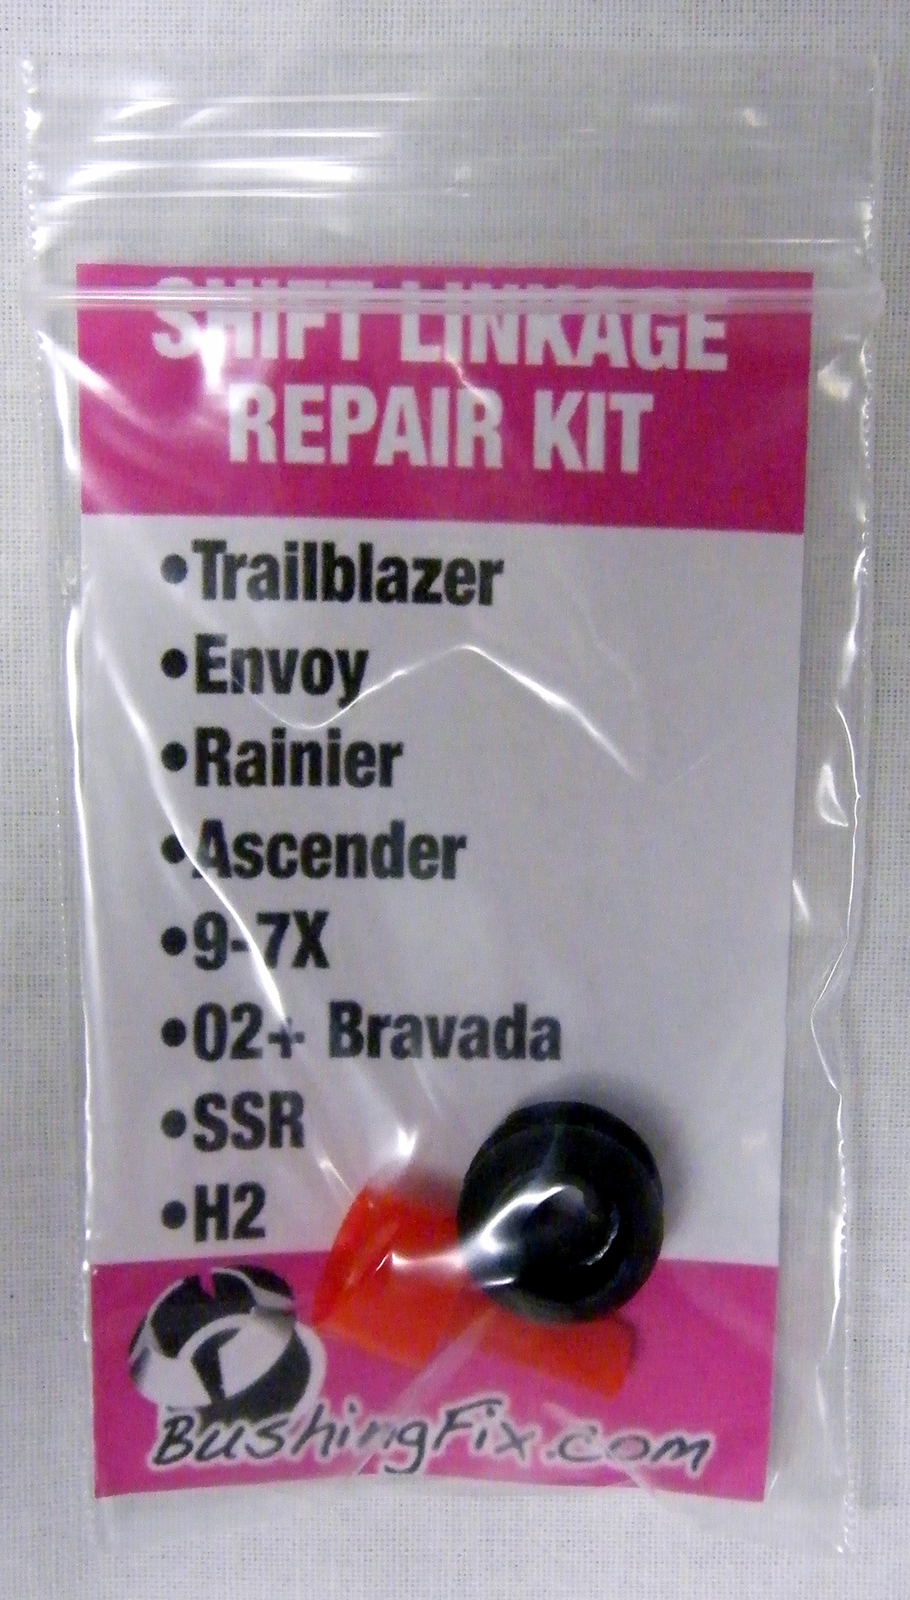 SHIFT LINKAGE
REPAIR KIT
•Trailblazer
•Envoy
•Rainier
•Ascender
•9-7X
•02+ Bravada
•SSR
•H2
BushingFix.com